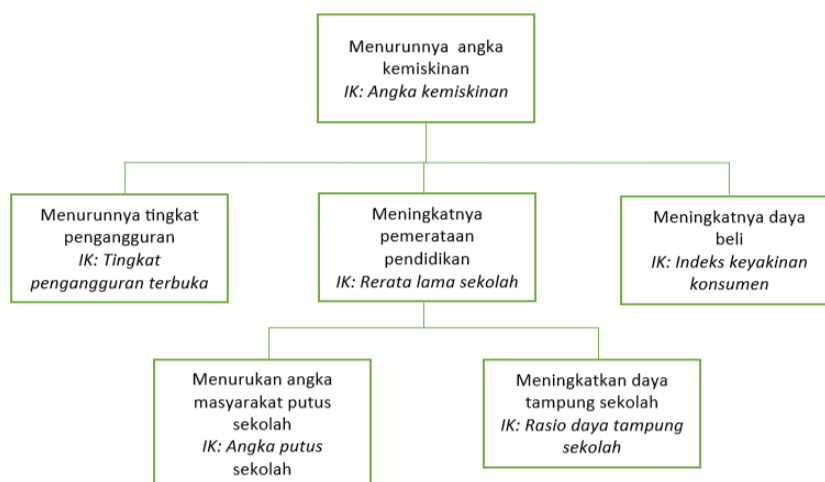 Menurunnya angka
kemiskinan
IK: Angka kemiskinan
Menurunnya tingkat
pengangguran
IK: Tingkat
pengangguran terbuka
Meningkatnya
pemerataan
pendidikan
IK: Rerata lama sekolah
Meningkatnya daya
beli
IK: Indeks keyakinan
konsumen
Menurukan angka
masyarakat putus
sekolah
IK: Angka putus
sekolah
Meningkatkan daya
tampung sekolah
IK: Rasio daya tampung
sekolah